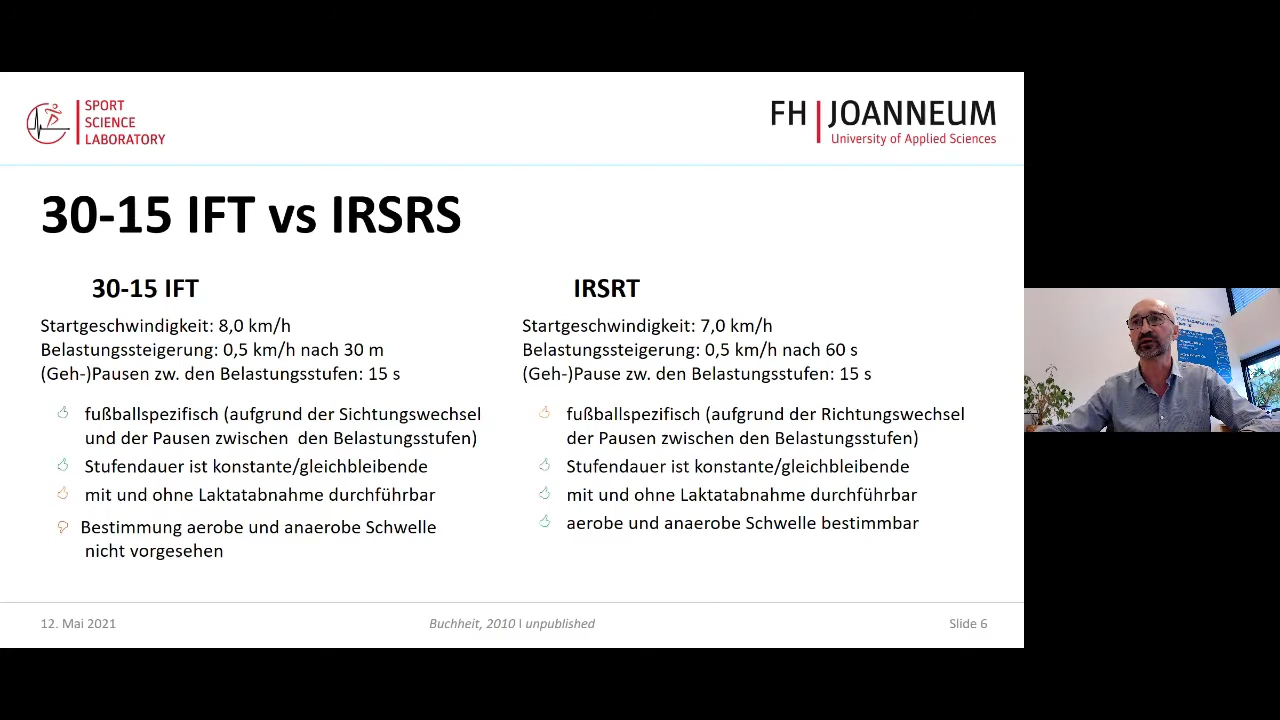 SPORT
SCIENCE
LABORATORY
FH JOANNEUM
University of Applied Sciences
30-15 IFT vs IRSRS
30-15 IFT
Startgeschwindigkeit: 8,0 km/h
Belastungssteigerung: 0,5 km/h nach 30 m
(Geh-)Pausen zw. den Belastungsstufen: 15 s
fußballspezifisch (aufgrund der Sichtungswechsel
und der Pausen zwischen den Belastungsstufen)
Stufendauer ist konstante/gleichbleibende
mit und ohne Laktatabnahme durchführbar
Bestimmung aerobe und anaerobe Schwelle
nicht vorgesehen
IRSRT
Startgeschwindigkeit: 7,0 km/h
Belastungssteigerung: 0,5 km/h nach 60 s
(Geh-)Pause zw. den Belastungsstufen: 15 s
fußballspezifisch (aufgrund der Richtungswechsel
der Pausen zwischen den Belastungsstufen)
Stufendauer ist konstante/gleichbleibende
mit und ohne Laktatabnahme durchführbar
aerobe und anaerobe Schwelle bestimmbar
12. Mai 2021
Buchheit, 2010 I unpublished
Slide 6